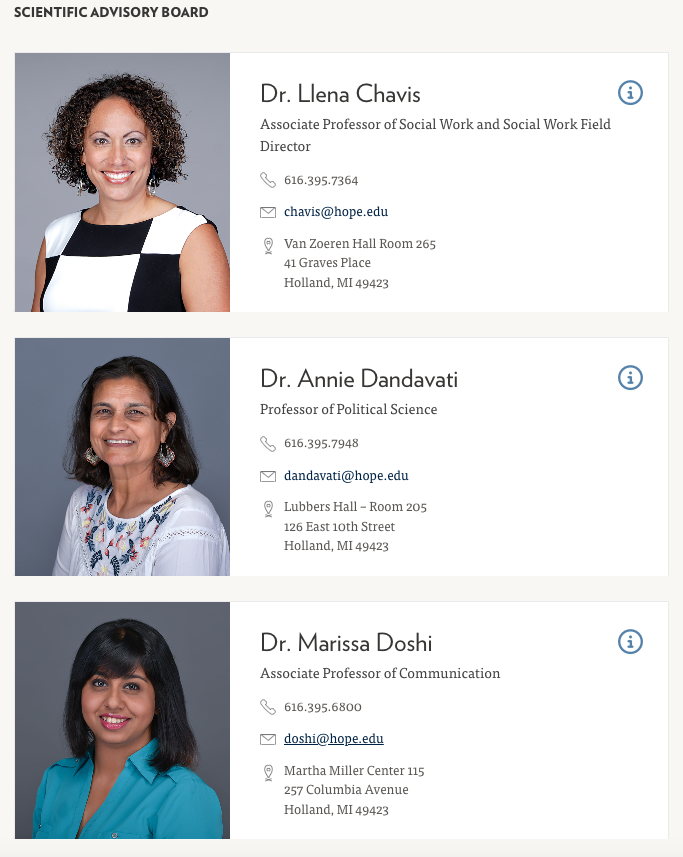 SCIENTIFIC ADVISORY BOARD
Dr. Llena Chavis
Associate Professor of Social Work and Social Work Field
Director
616.395.7364
chavis@hope.edu
Van Zoeren Hall Room 265
41 Graves Place
Holland, MI 49423
Dr. Annie Dandavati
Professor of Political Science
616.395.7948
dandavati@hope.edu
Lubbers Hall – Room 205
126 East 10th Street
Holland, MI 49423
Dr. Marissa Doshi
Associate Professor of Communication
616.395.6800
doshi@hope.edu
Martha Miller Center 115
257 Columbia Avenue
Holland, MI 49423